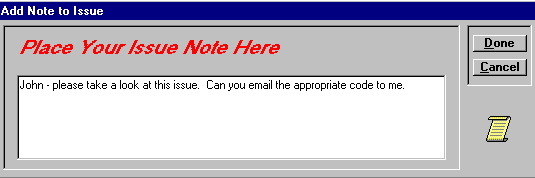 Add Note to Issue
Place Your Issue Note Here
Done
Cancel
John - please take a look at this issue.  Can you email the appropriate code to me.